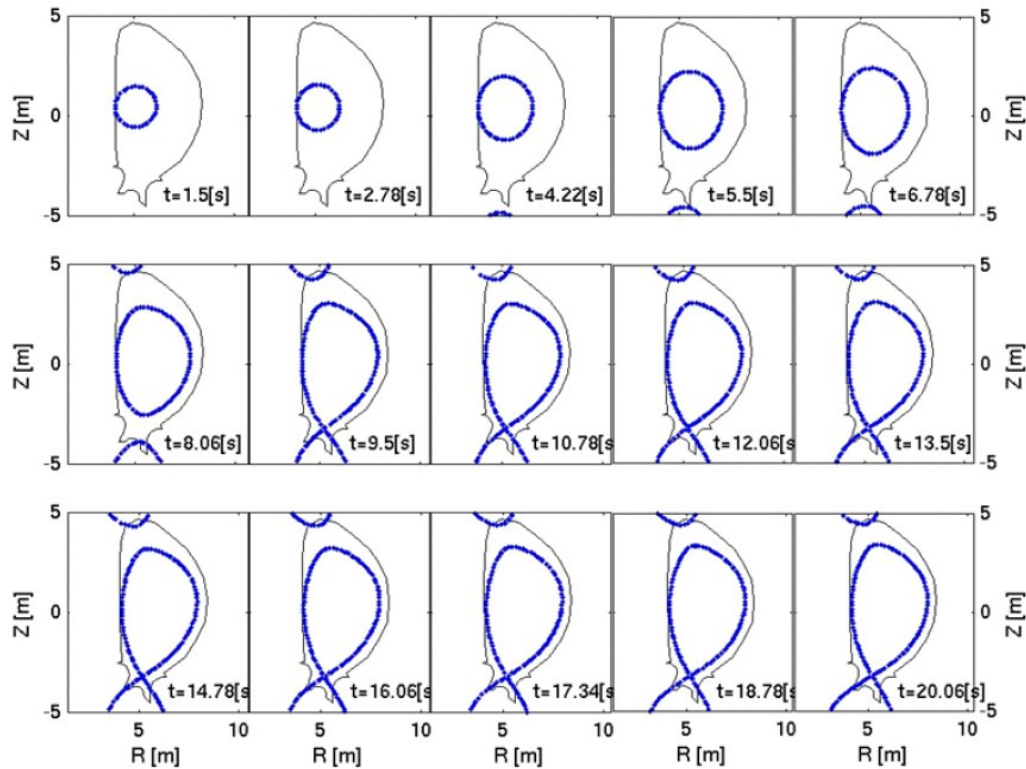 5
Z [m]
0
-5
t=1.5[s]
t=2.78[s]
t=4.22[s]
t=5.5[s]
t=6.78[s]
5
Z [m]
0
-5
5
Z [m]
0
-5
t=8.06[s]
t=9.5[s]
t=10.78[s
t=12.06[s]
t=13.5[s]
5
Z [m]
0
-5
5
Z [m]
0
-5
t=14.78[s
t=16.06[s
t=17.34[s
t=18.78[s
t=20.06[s]
5
Z [m]
0
-5
5 10
5 10
5 10
5 10
5 10
R [m]
R [m]
R [m]
R [m]
R [m]